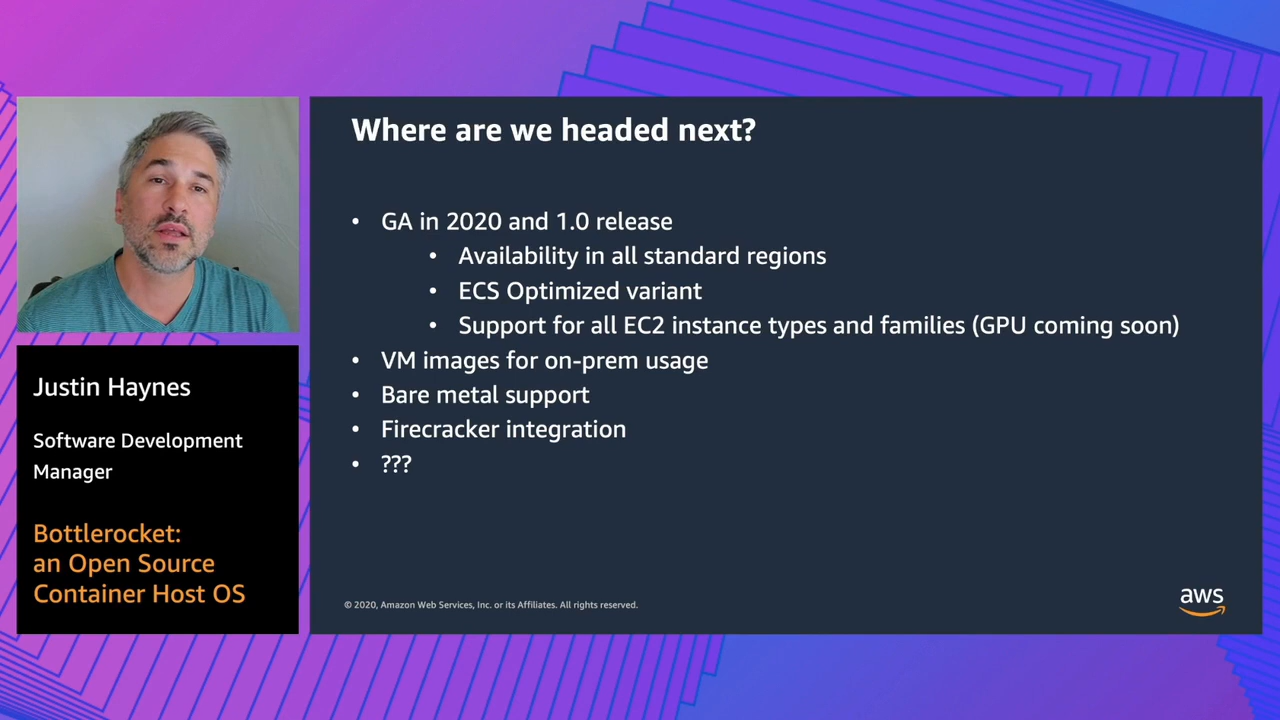 Where are we headed next?
• GA in 2020 and 1.0 release
• Availability in all standard regions
• ECS Optimized variant
• Support for all EC2 instance types and families (GPU coming soon)
• VM images for on-prem usage
• Bare metal support
• Firecracker integration
• ???
© 2020, Amazon Web Services, Inc. or its Affiliates. All rights reserved.
aws
Justin Haynes
Software Development
Manager
Bottlerocket:
an Open Source
Container Host OS